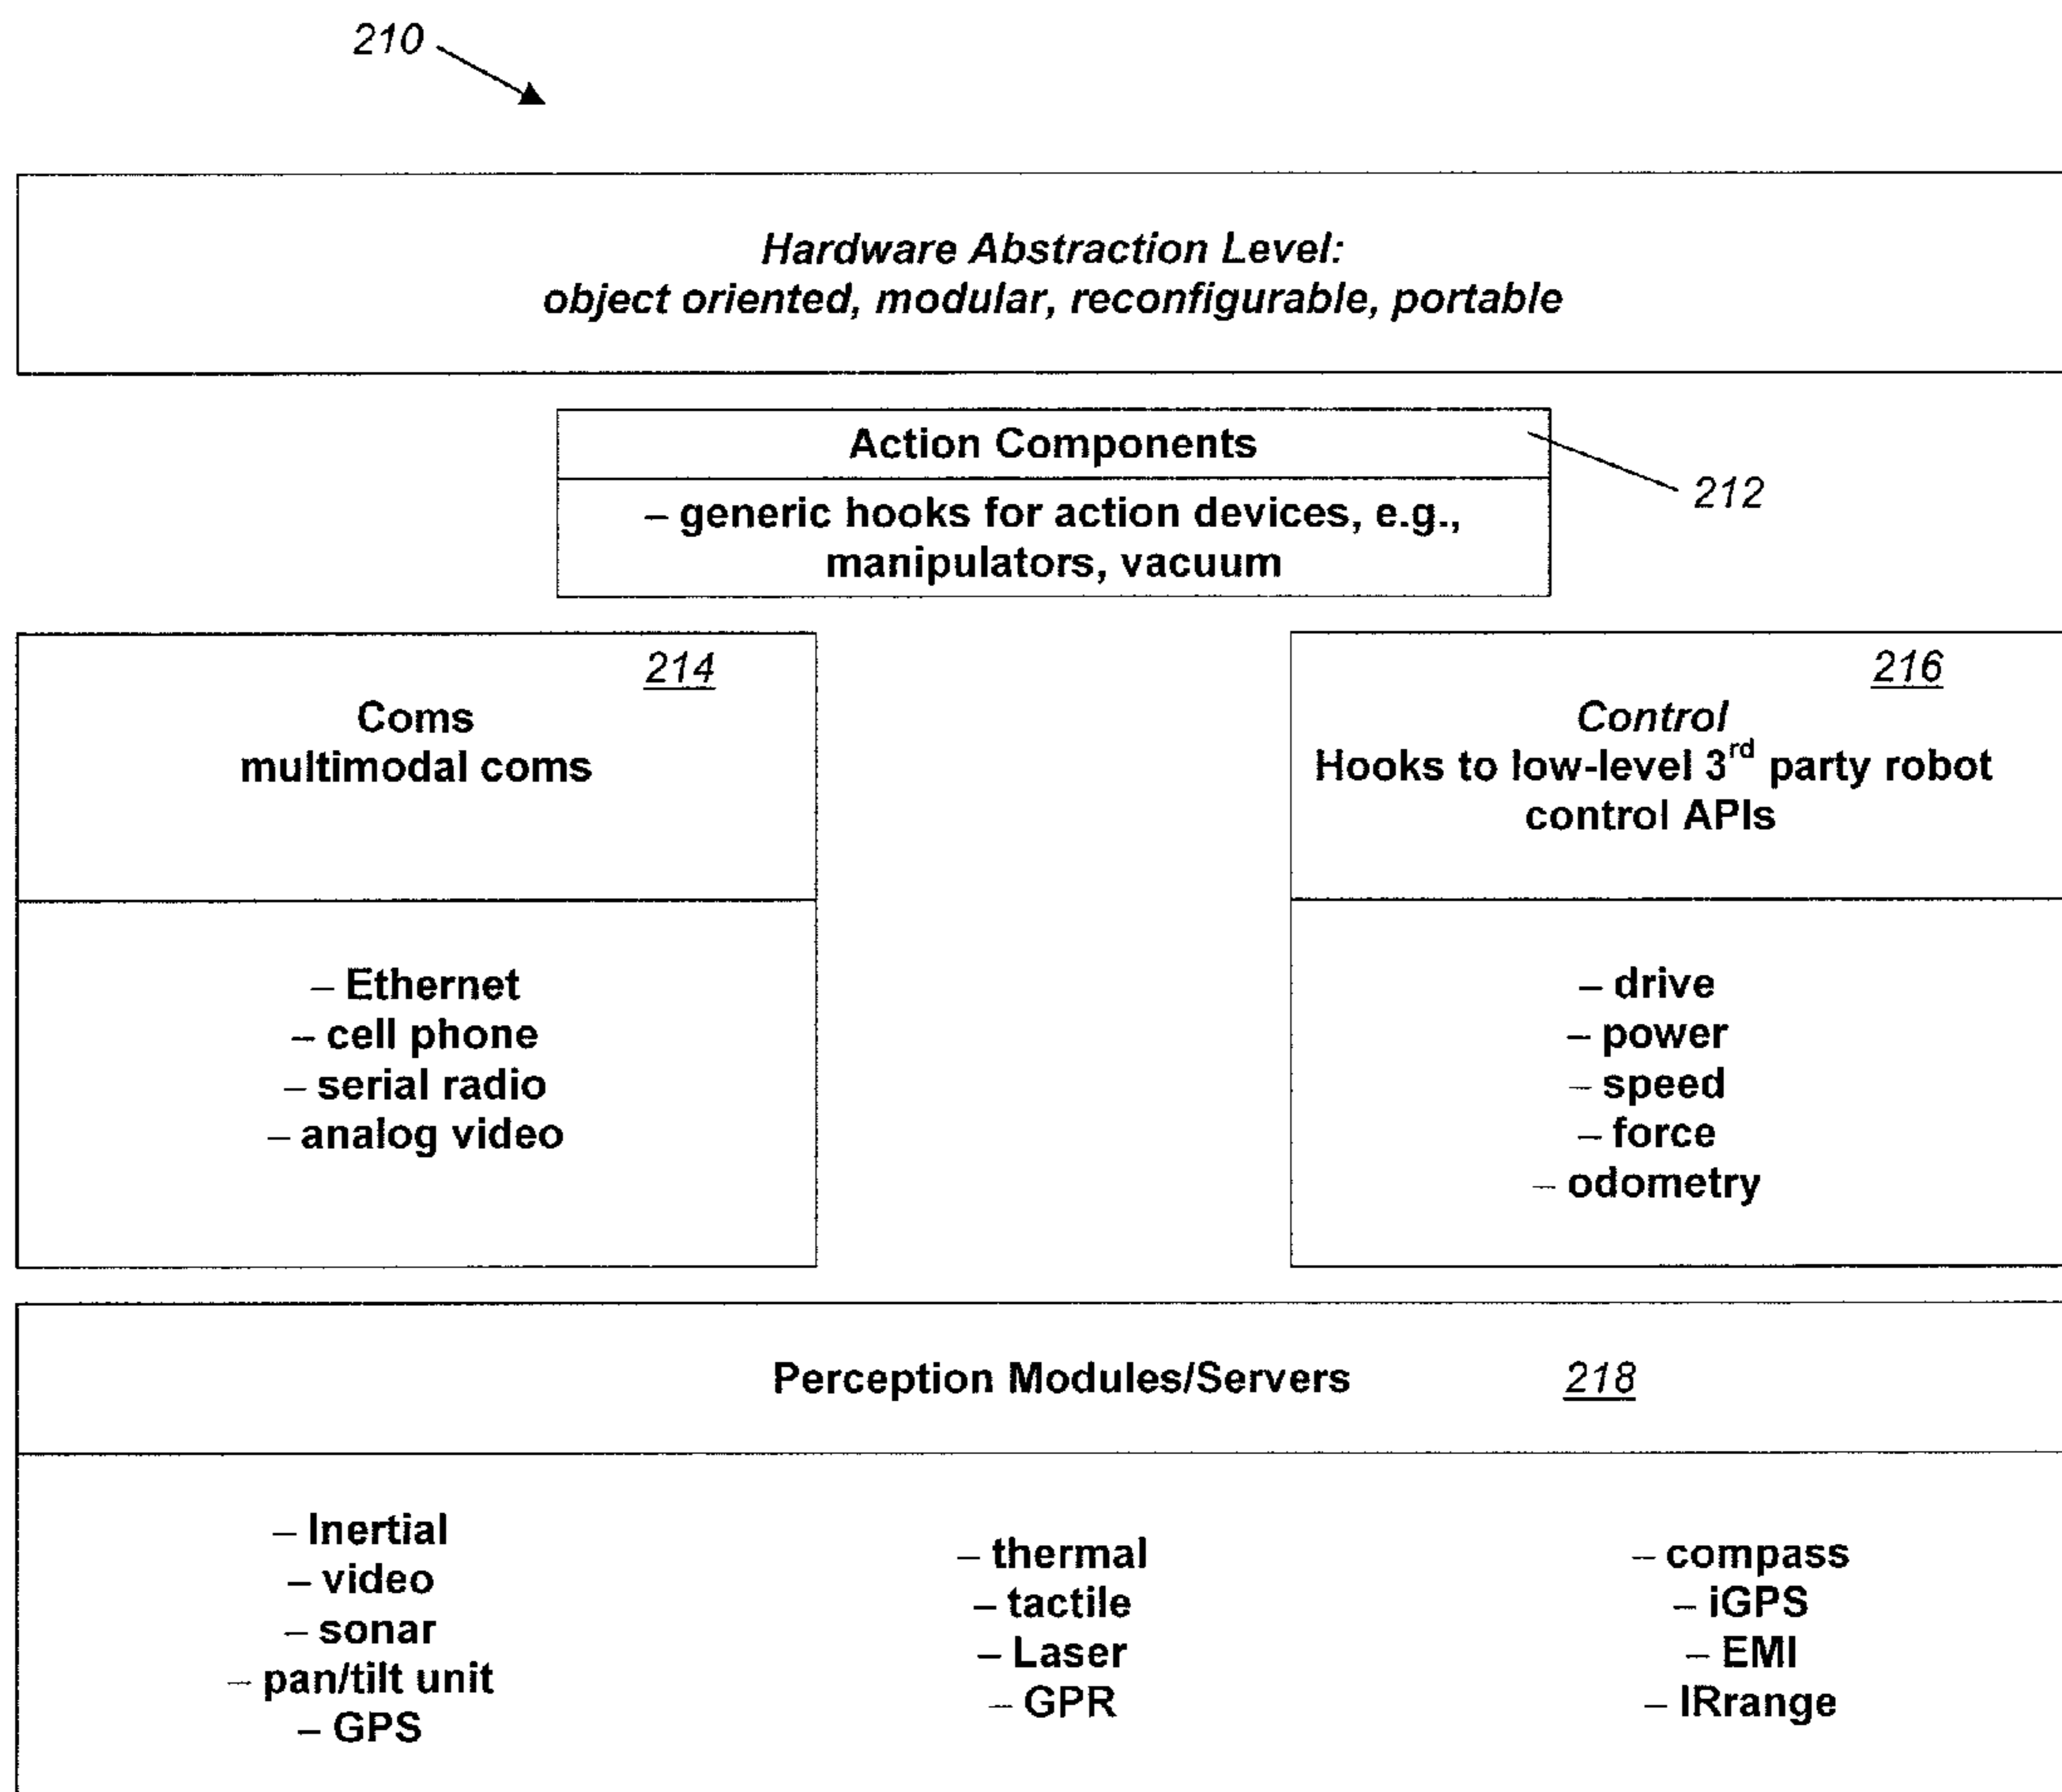 210
Hardware Abstraction Level:
object oriented, modular, reconfigurable, portable
Action Components
– generic hooks for action devices, e.g.,
manipulators, vacuum
212
214
Coms
multimodal coms
– Ethernet
– cell phone
– serial radio
– analog video
216
Control
Hooks to low-level 3rd party robot
control APIs
– drive
– power
– speed
– force
– odometry
Perception Modules/Servers 218
– Inertial
– video
– sonar
– pan/tilt unit
– GPS
– thermal
– tactile
– Laser
– GPR
– compass
– iGPS
– EMI
– IRrange